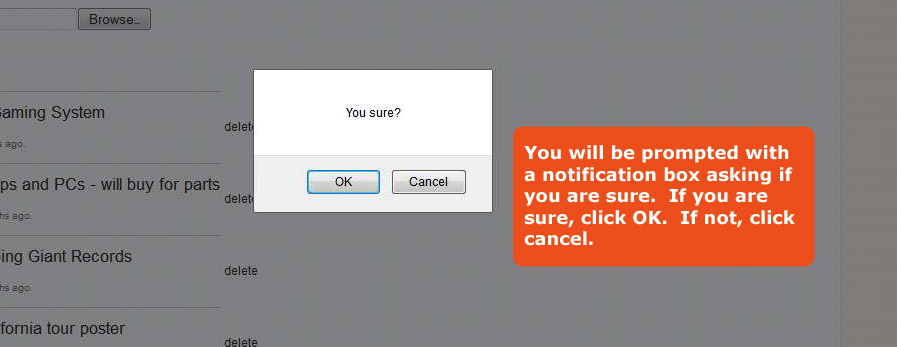 Browse..
aming System
ago.
delete
ps and PCs - will buy for parts
hs ago.
delete
ing Giant Records
hs ago.
delete
fornia tour poster
delete
You sure?
OK
Cancel
You will be prompted with
a notification box asking if
you are sure.  If you are
sure, click OK.  If not, click
cancel.